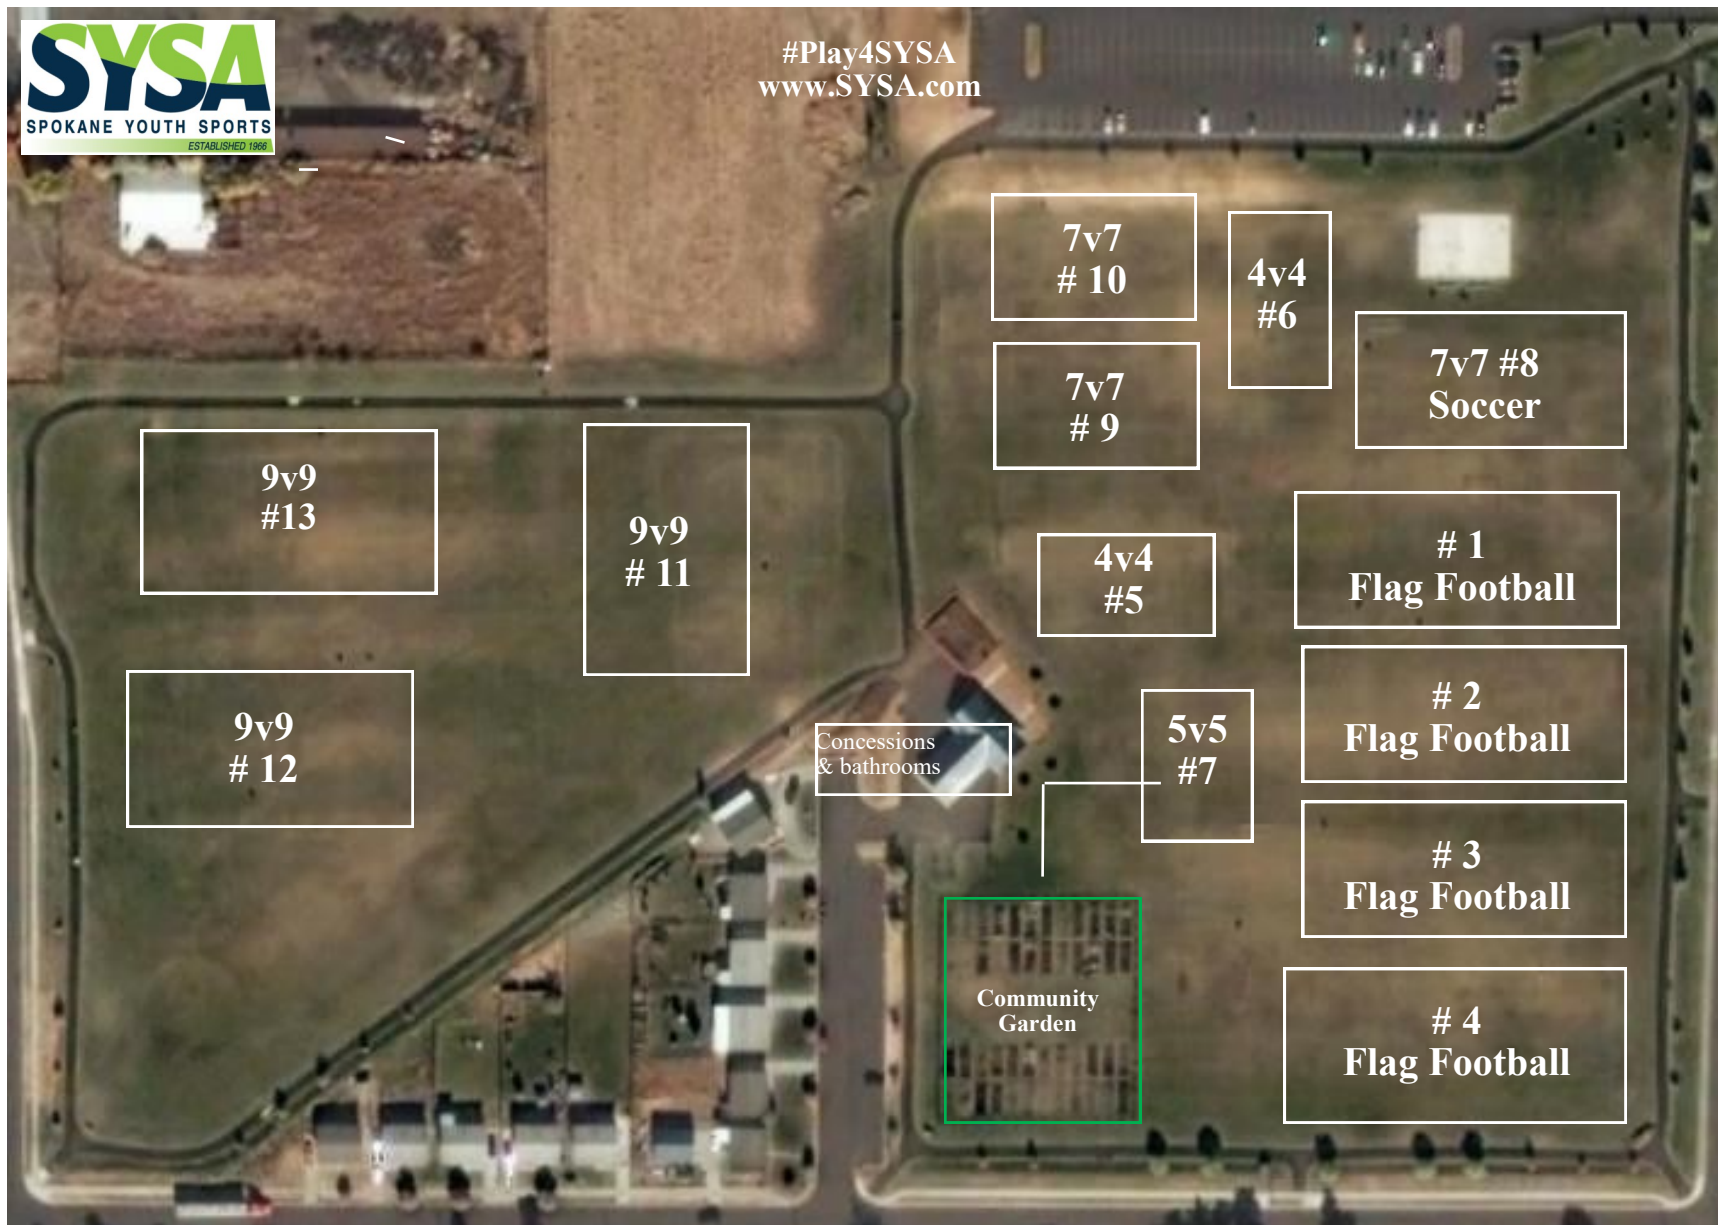 SYSA
SPOKANE YOUTH SPORTS
ESTABLISHED 1966
#Play4SYSA
www.SYSA.com
7v7
# 10
4v4
#6
7v7 #8
Soccer
7v7
# 9
9v9
#13
9v9
# 11
4v4
#5
# 1
Flag Football
9v9
# 12
Concessions
& bathrooms
5v5
#7
# 2
Flag Football
# 3
Flag Football
Community
Garden
# 4
Flag Football